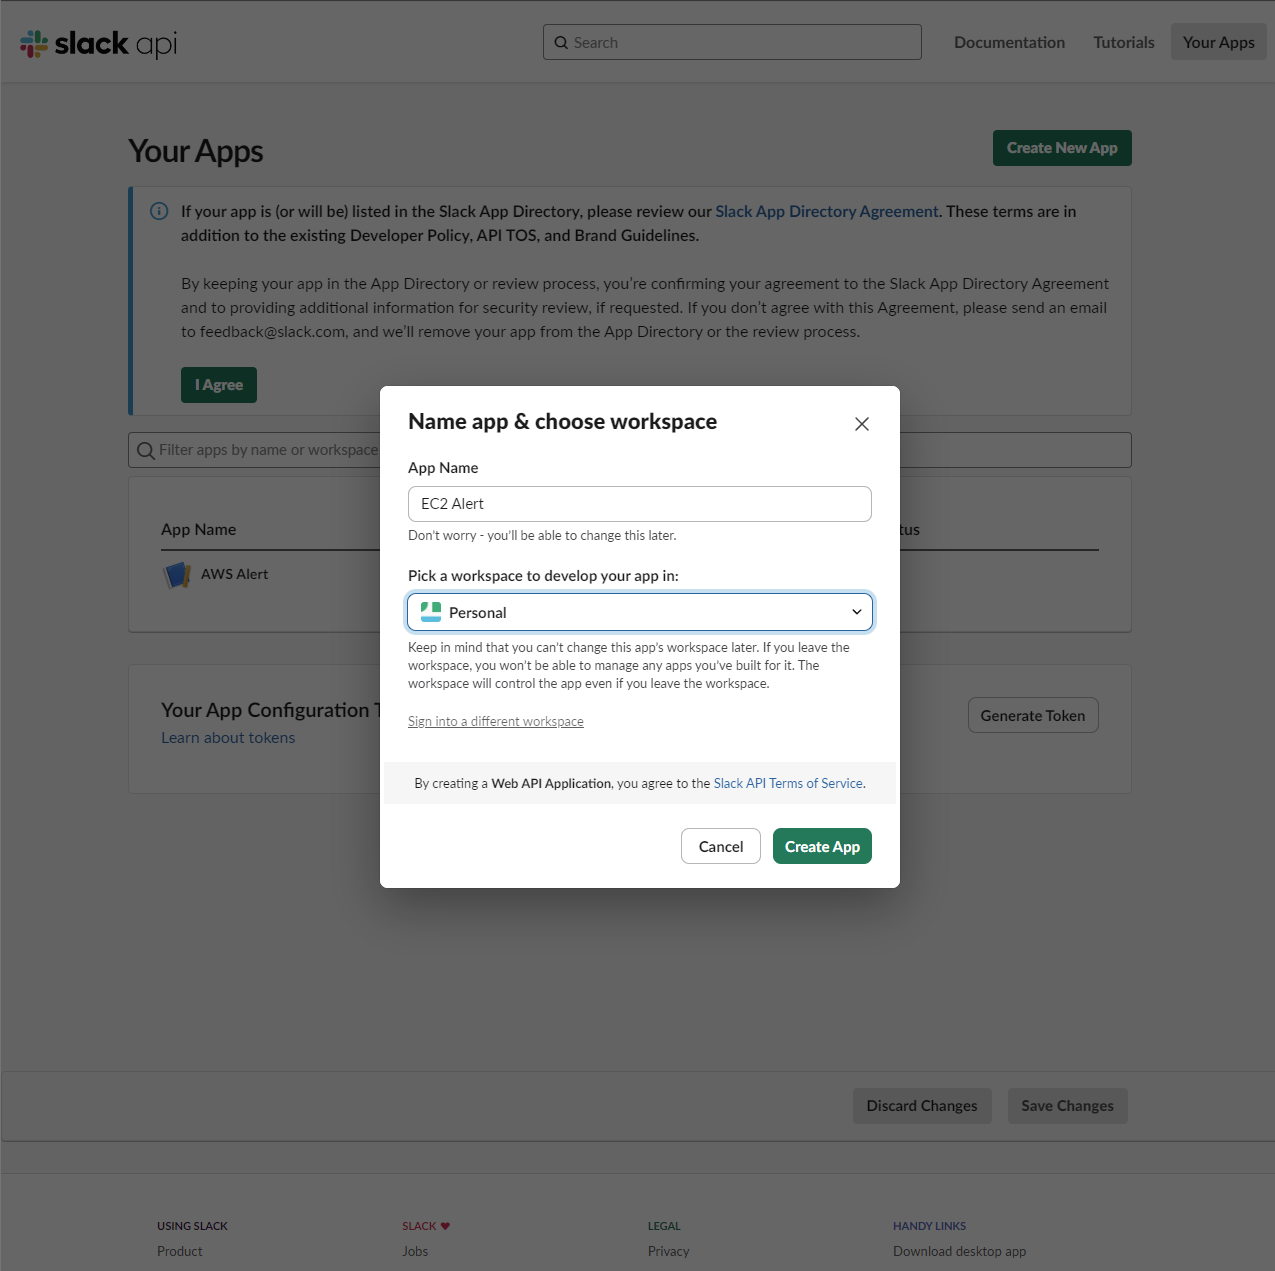 slack api
Search
Documentation
Tutorials
Your Apps
Your Apps
Create New App
If your app is (or will be) listed in the Slack App Directory, please review our Slack App Directory Agreement. These terms are in
addition to the existing Developer Policy, API TOS, and Brand Guidelines.
By keeping your app in the App Directory or review process, you're confirming your agreement to the Slack App Directory Agreement
and to providing additional information for security review, if requested. If you don't agree with this Agreement, please send an email
to feedback@slack.com, and we'll remove your app from the App Directory or the review process.
I Agree
Filter apps by name or workspace
App Name
tus
AWS Alert
Your App Configuration T
Learn about tokens
Generate Token
Name app & choose workspace
App Name
EC2 Alert
Don't worry - you'll be able to change this later.
Pick a workspace to develop your app in:
Personal
Keep in mind that you can't change this app's workspace later. If you leave the
workspace, you won't be able to manage any apps you've built for it. The
workspace will control the app even if you leave the workspace.
Sign into a different workspace
By creating a Web API Application, you agree to the Slack API Terms of Service.
Cancel
Create App
Discard Changes
Save Changes
USING SLACK
Product
SLACK ♥
Jobs
LEGAL
Privacy
HANDY LINKS
Download desktop app